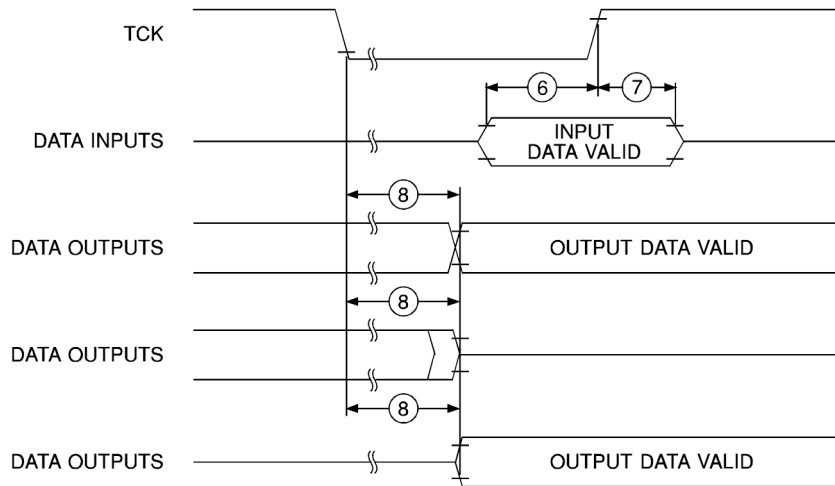 TCK
6
7
DATA INPUTS
INPUT
DATA VALID
8
DATA OUTPUTS
OUTPUT DATA VALID
8
DATA OUTPUTS
8
DATA OUTPUTS
OUTPUT DATA VALID